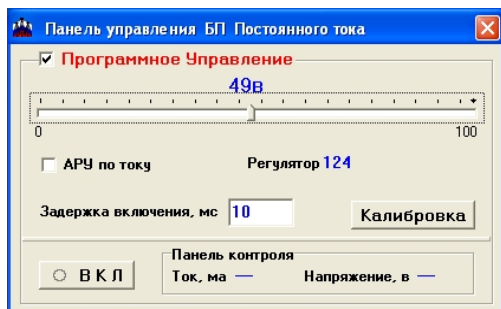 Панель управления БП Постоянного тока
Программное Управление
49в
0 100
АРУ по току Регулятор 124
Задержка включения, мс 10 Калибровка
Панель контроля
ВКЛ Ток, ма — Напряжение, в —